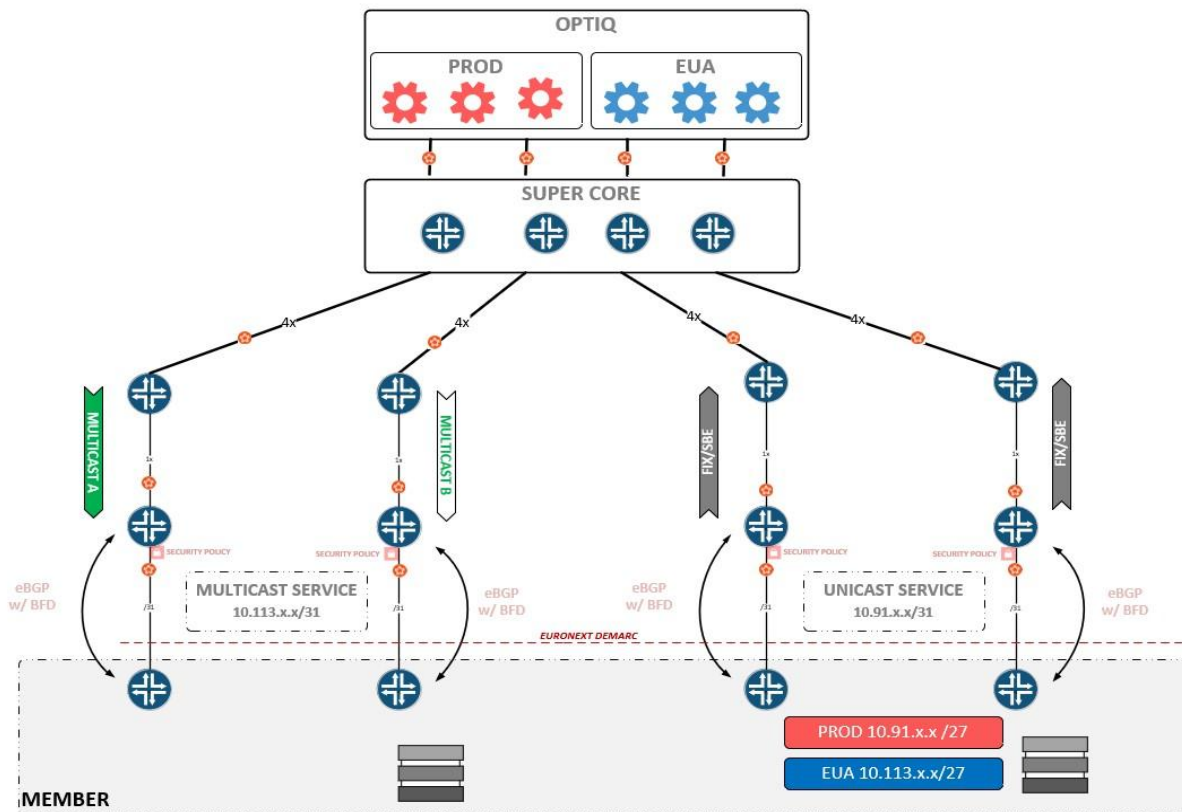 OPTIQ
PROD
EUA
SUPER CORE
4x
4x
4x
4x
MULTICAST A
MULTICAST B
FIX/SBE
FIX/SBE
1x
1x
1x
1x
SECURITY POLICY
SECURITY POLICY
SECURITY POLICY
SECURITY POLICY
eBGP
w/ BFD
MULTICAST SERVICE
10.113.x.x/31
eBGP
w/ BFD
eBGP
w/ BFD
UNICAST SERVICE
10.91.x.x/31
eBGP
w/ BFD
/31
/31
/31
/31
EURONEXT DEMARC
PROD 10.91.x.x /27
EUA 10.113.x.x/27
MEMBER